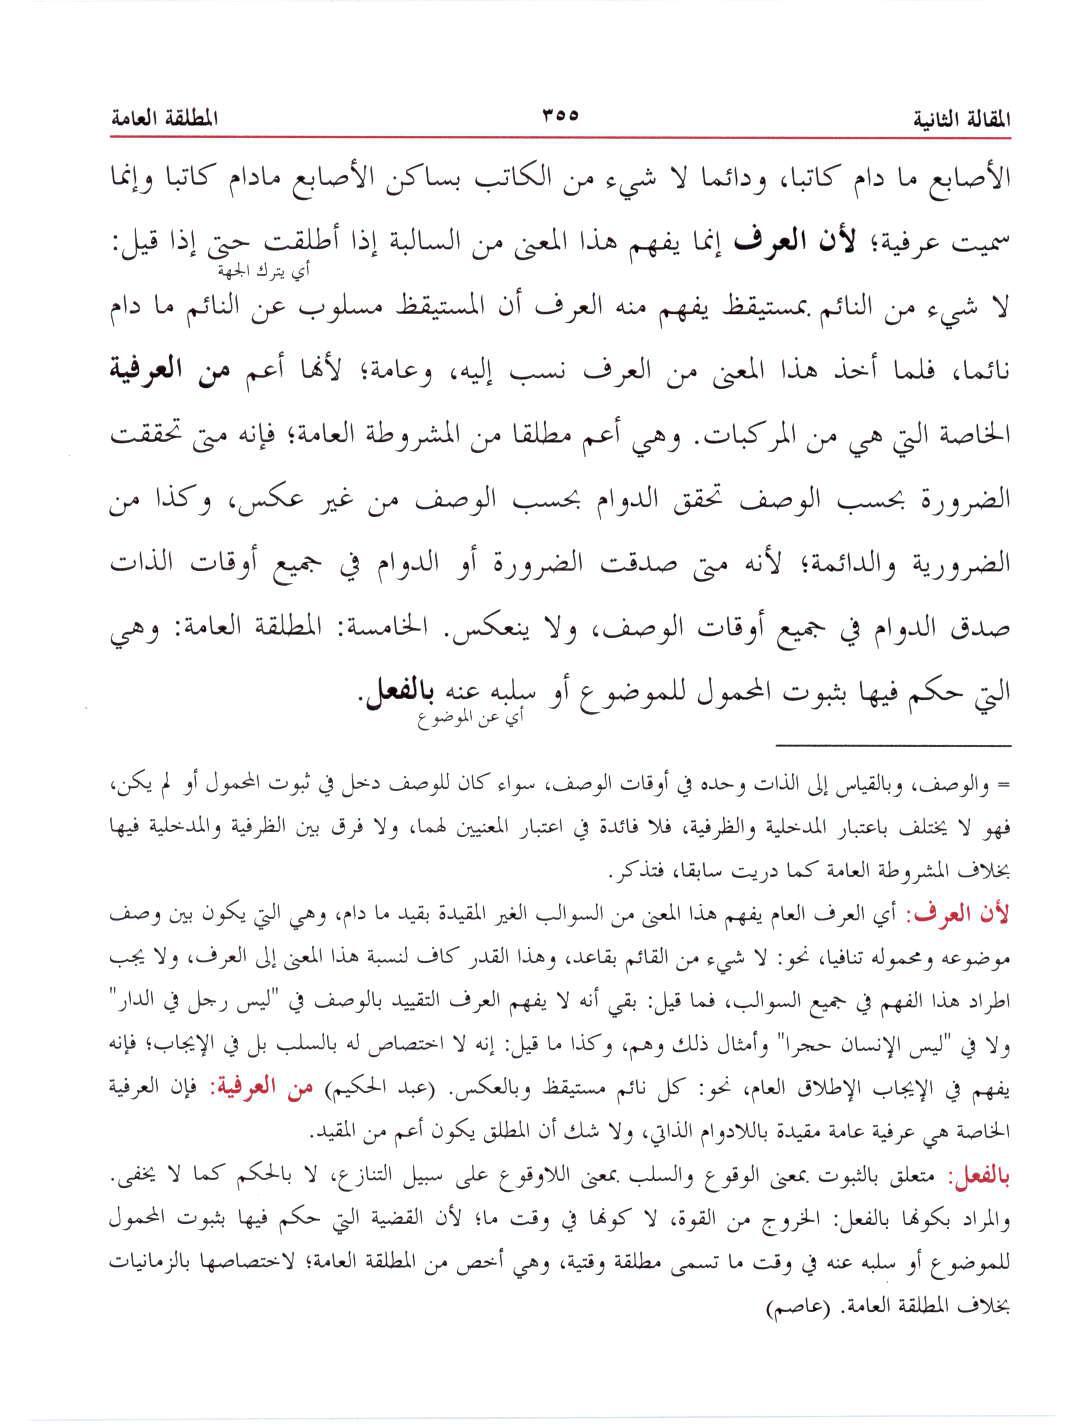 المقالة الثانية ٣٥٥ المطلقة العامة
الأصابع ما دام كاتبا، ودائما لا شيء من الكاتب بساكن الأصابع مادام كاتبا وإنما
سميت عرفية؛ لأن العرف إنما يفهم هذا المعنى من السالبة إذا أطلقت حتى إذا قيل:
أي يترك الجهة
لا شيء من النائم بمستيقظ يفهم منه العرف أن المستيقظ مسلوب عن النائم ما دام
نائما، فلما أخذ هذا المعنى من العرف نسب إليه، وعامة؛ لأنها أعم من العرفية
الخاصة التي هي من المركبات. وهي أعم مطلقا من المشروطة العامة؛ فإنه متى تحققت
الضرورة بحسب الوصف تحقق الدوام بحسب الوصف من غير عكس، وكذا من
الضرورية والدائمة؛ لأنه متى صدقت الضرورة أو الدوام في جميع أوقات الذات
صدق الدوام في جميع أوقات الوصف، ولا ينعكس. الخامسة: المطلقة العامة: وهي
التي حكم فيها بثبوت المحمول للموضوع أو سلبه عنه بالفعل.
أي عن الموضوع
= والوصف، وبالقياس إلى الذات وحده في أوقات الوصف، سواء كان للوصف دخل في ثبوت المحمول أو لم يكن،
فهو لا يختلف باعتبار المدخلية والظرفية، فلا فائدة في اعتبار المعنيين لهما، ولا فرق بين الظرفية والمدخلية فيها
بخلاف المشروطة العامة كما دريت سابقا، فتذكر.
لأن العرف: أي العرف العام يفهم هذا المعنى من السوالب الغير المقيدة بقيد ما دام، وهي التي يكون بين وصف
موضوعه ومحموله تنافيا، نحو: لا شيء من القائم بقاعد، وهذا القدر كاف لنسبة هذا المعنى إلى العرف، ولا يجب
اطراد هذا الفهم في جميع السوالب، فما قيل: بقي أنه لا يفهم العرف التقييد بالوصف في "ليس رجل في الدار"
ولا في "ليس الإنسان حجرا" وأمثال ذلك وهم، وكذا ما قيل: إنه لا اختصاص له بالسلب بل في الإيجاب؛ فإنه
يفهم في الإيجاب الإطلاق العام، نحو: كل نائم مستيقظ وبالعكس. (عبد الحكيم) من العرفية: فإن العرفية
الخاصة هي عرفية عامة مقيدة باللادوام الذاتي، ولا شك أن المطلق يكون أعم من المقيد.
بالفعل: متعلق بالثبوت بمعنى الوقوع والسلب بمعنى اللاوقوع على سبيل التنازع، لا بالحكم كما لا يخفى.
والمراد بكونها بالفعل: الخروج من القوة، لا كونها في وقت ما؛ لأن القضية التي حكم فيها بثبوت المحمول
للموضوع أو سلبه عنه في وقت ما تسمى مطلقة وقتية، وهي أخص من المطلقة العامة؛ لاختصاصها بالزمانيات
بخلاف المطلقة العامة. (عاصم)